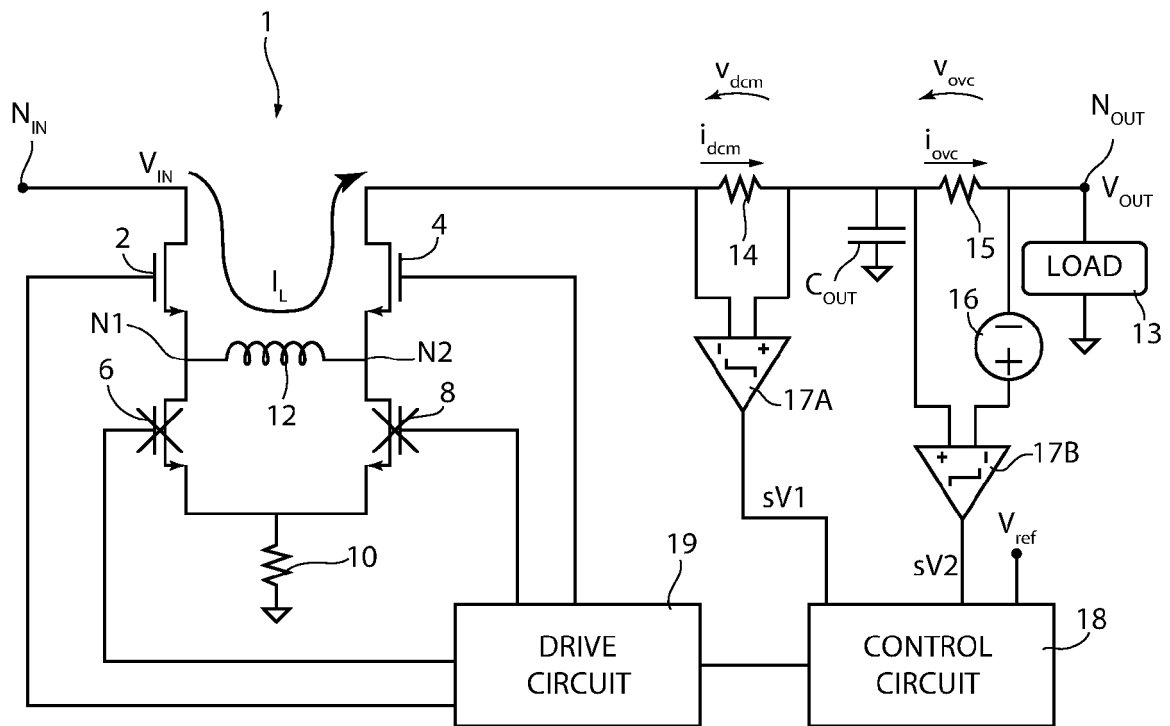 1
v_dcm
v_ovc
N_IN
N_OUT
i_dcm
i_ovc
V_IN
V_OUT
2
4
14
15
LOAD
I_L
C_OUT
16
13
N1
N2
− +
−
+
6
12
8
17A
+ −
17B
sV1
V_ref
10
19
sV2
18
DRIVE
CIRCUIT
CONTROL
CIRCUIT